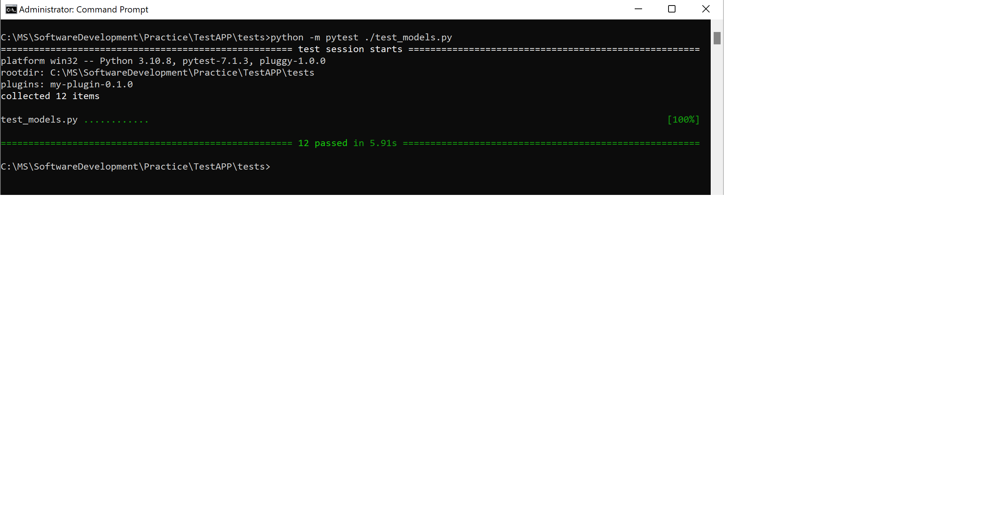 Administrator: Command Prompt
C:\MS\SoftwareDevelopment\Practice\TestAPP\tests>python -m pytest ./test_models.py
===================================================== test session starts =====================================================
platform win32 -- Python 3.10.8, pytest-7.1.3, pluggy-1.0.0
rootdir: C:\MS\SoftwareDevelopment\Practice\TestAPP\tests
plugins: my-plugin-0.1.0
collected 12 items
test_models.py ............ [100%]
===================================================== 12 passed in 5.91s ======================================================
C:\MS\SoftwareDevelopment\Practice\TestAPP\tests>